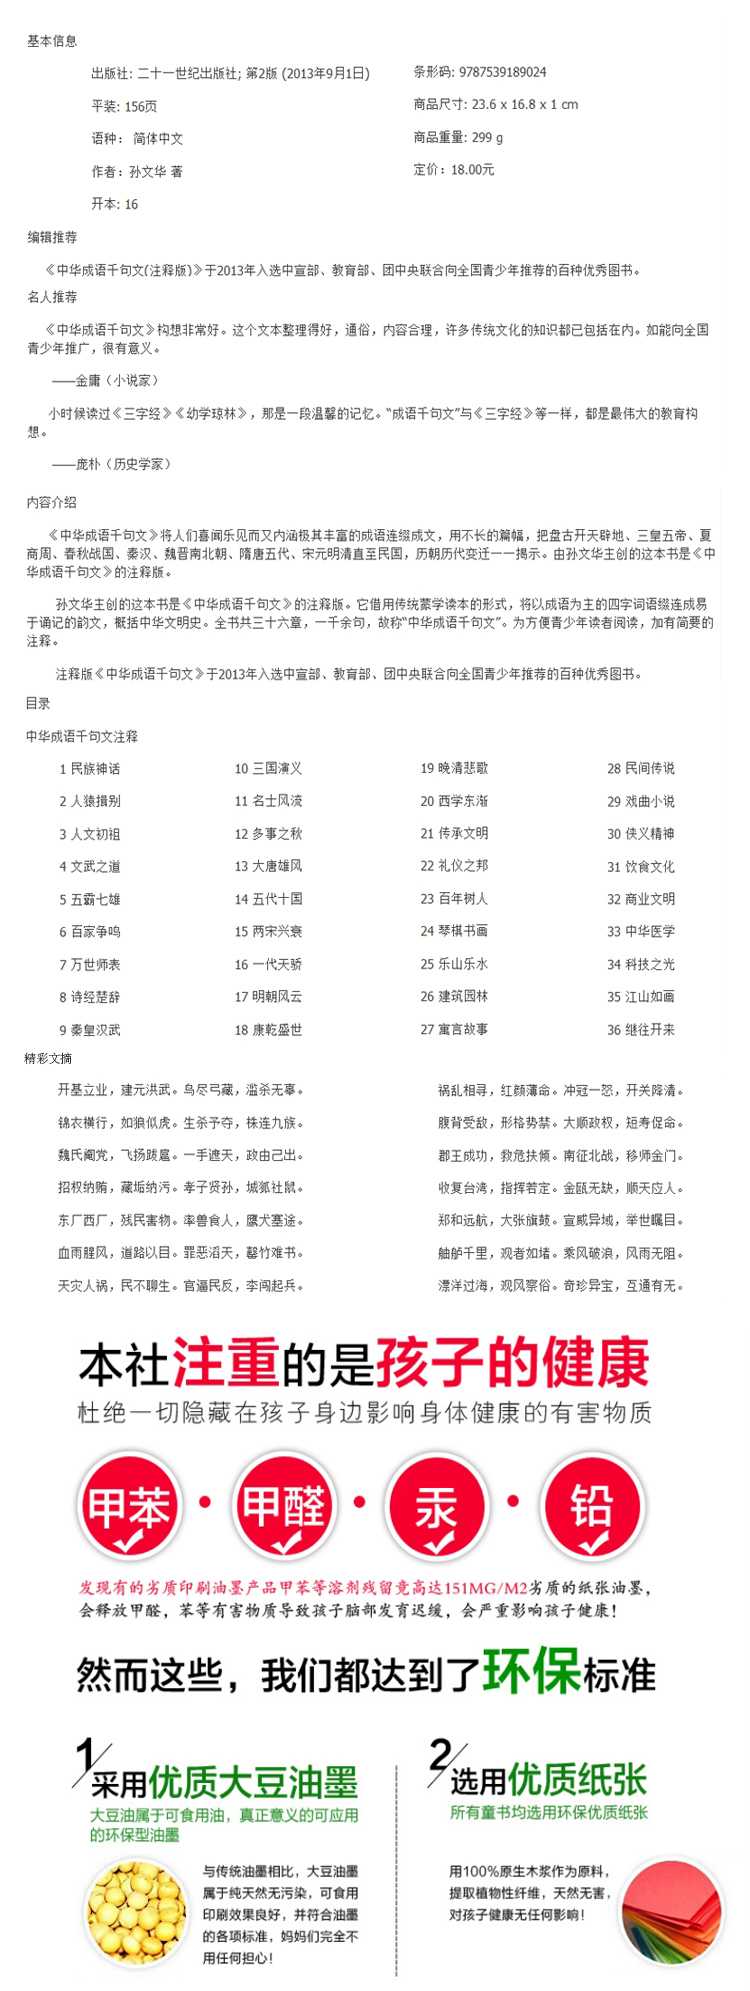 基本信息
出版社: 二十一世纪出版社; 第2版 (2013年9月1日)
条形码: 9787539189024
平装: 156页
商品尺寸: 23.6 x 16.8 x 1 cm
语种： 简体中文
商品重量: 299 g
作者：孙文华 著
定价：18.00元
开本: 16
编辑推荐
《中华成语千句文(注释版)》于2013年入选中宣部、教育部、团中央联合向全国青少年推荐的百种优秀图书。
名人推荐
《中华成语千句文》构想非常好。这个文本整理得好，通俗，内容合理，许多传统文化的知识都已包括在内。如能向全国
青少年推广，很有意义。
——金庸（小说家）
小时候读过《三字经》《幼学琼林》，那是一段温馨的记忆。“成语千句文”与《三字经》等一样，都是最伟大的教育构
想。
——庞朴（历史学家）
内容介绍
《中华成语千句文》将人们喜闻乐见而又内涵极其丰富的成语连缀成文，用不长的篇幅，把盘古开天辟地、三皇五帝、夏
商周、春秋战国、秦汉、魏晋南北朝、隋唐五代、宋元明清直至民国，历朝历代变迁一一揭示。由孙文华主创的这本书是《中
华成语千句文》的注释版。
孙文华主创的这本书是《中华成语千句文》的注释版。它借用传统蒙学读本的形式，将以成语为主的四字词语缀连成易
于诵记的韵文，概括中华文明史。全书共三十六章，一千余句，故称“中华成语千句文”。为方便青少年读者阅读，加有简要的
注释。
注释版《中华成语千句文》于2013年入选中宣部、教育部、团中央联合向全国青少年推荐的百种优秀图书。
目录
中华成语千句文注释
1 民族神话
10 三国演义
19 晚清悲歌
28 民间传说
2 人猿揖别
11 名士风流
20 西学东渐
29 戏曲小说
3 人文初祖
12 多事之秋
21 传承文明
30 侠义精神
4 文武之道
13 大唐雄风
22 礼仪之邦
31 饮食文化
5 五霸七雄
14 五代十国
23 百年树人
32 商业文明
6 百家争鸣
15 两宋兴衰
24 琴棋书画
33 中华医学
7 万世师表
16 一代天骄
25 乐山乐水
34 科技之光
8 诗经楚辞
17 明朝风云
26 建筑园林
35 江山如画
9 秦皇汉武
18 康乾盛世
27 寓言故事
36 继往开来
精彩文摘
开基立业，建元洪武。鸟尽弓藏，滥杀无辜。
祸乱相寻，红颜薄命。冲冠一怒，开关降清。
锦衣横行，如狼似虎。生杀予夺，株连九族。
腹背受敌，形格势禁。大顺政权，短寿促命。
魏氏阉党，飞扬跋扈。一手遮天，政由己出。
郡王成功，救危扶倾。南征北战，移师金门。
招权纳贿，藏垢纳污。孝子贤孙，城狐社鼠。
收复台湾，指挥若定。金瓯无缺，顺天应人。
东厂西厂，残民害物。率兽食人，鹰犬塞途。
郑和远航，大张旗鼓。宣威异域，举世瞩目。
血雨腥风，道路以目。罪恶滔天，罄竹难书。
舳舻千里，观者如堵。乘风破浪，风雨无阻。
天灾人祸，民不聊生。官逼民反，李闯起兵。
漂洋过海，观风察俗。奇珍异宝，互通有无。
本社注重的是孩子的健康
杜绝一切隐藏在孩子身边影响身体健康的有害物质
甲苯·甲醛·汞·铅
发现有的劣质印刷油墨产品甲苯等溶剂残留竟高达151MG/M2劣质的纸张油墨，
会释放甲醛，苯等有害物质导致孩子脑部发育迟缓，会严重影响孩子健康！
然而这些，我们都达到了环保标准
1 采用优质大豆油墨
大豆油属于可食用油，真正意义的可应用
的环保型油墨
与传统油墨相比，大豆油墨
属于纯天然无污染，可食用
印刷效果良好，并符合油墨
的各项标准，妈妈们完全不
用任何担心！
2 选用优质纸张
所有童书均选用环保优质纸张
用100%原生木浆作为原料，
提取植物性纤维，天然无害，
对孩子健康无任何影响！